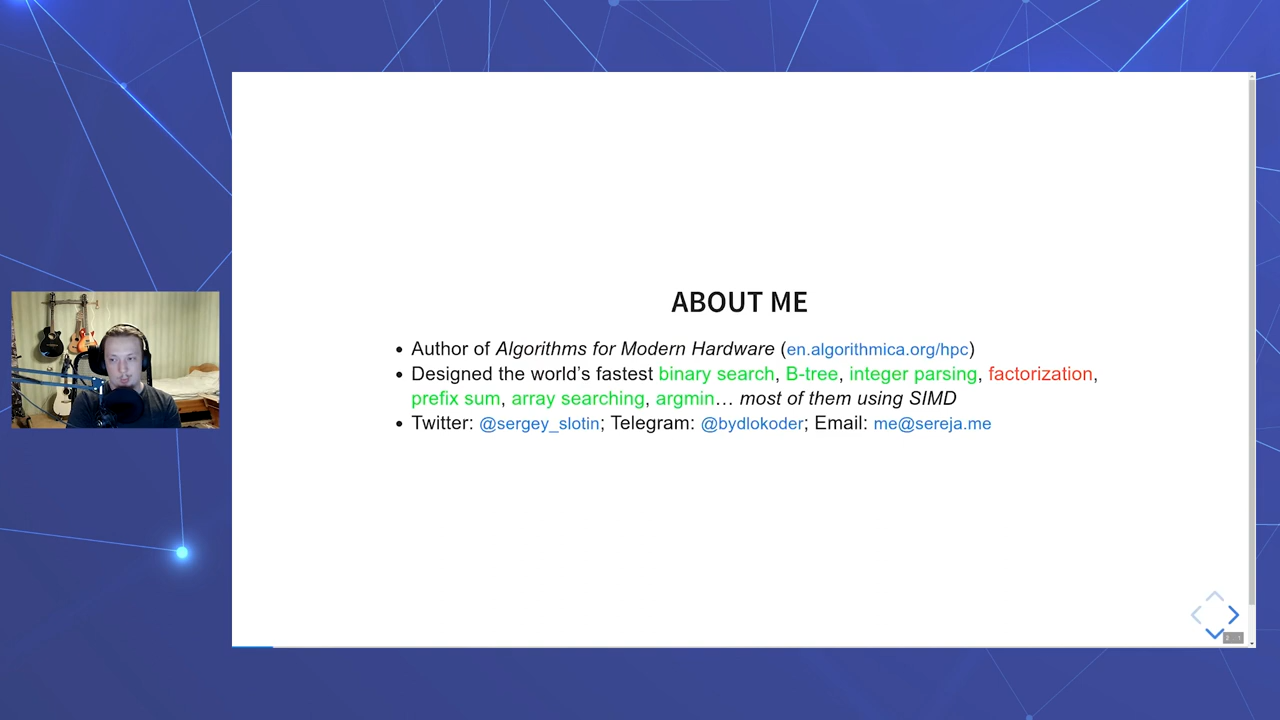 ABOUT ME
• Author of Algorithms for Modern Hardware (en.algorithmica.org/hpc)
• Designed the world's fastest binary search, B-tree, integer parsing, factorization,
prefix sum, array searching, argmin… most of them using SIMD
• Twitter: @sergey_slotin; Telegram: @bydlokoder; Email: me@sereja.me